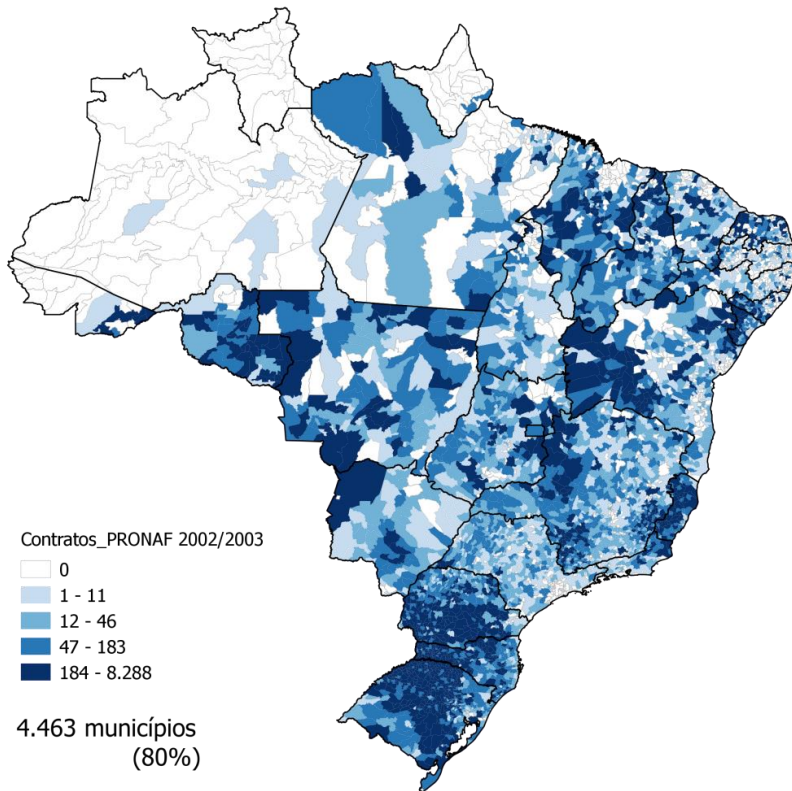 Contratos_PRONAF 2002/2003
0
1 - 11
12 - 46
47 - 183
184 - 8.288
4.463 municípios
(80%)